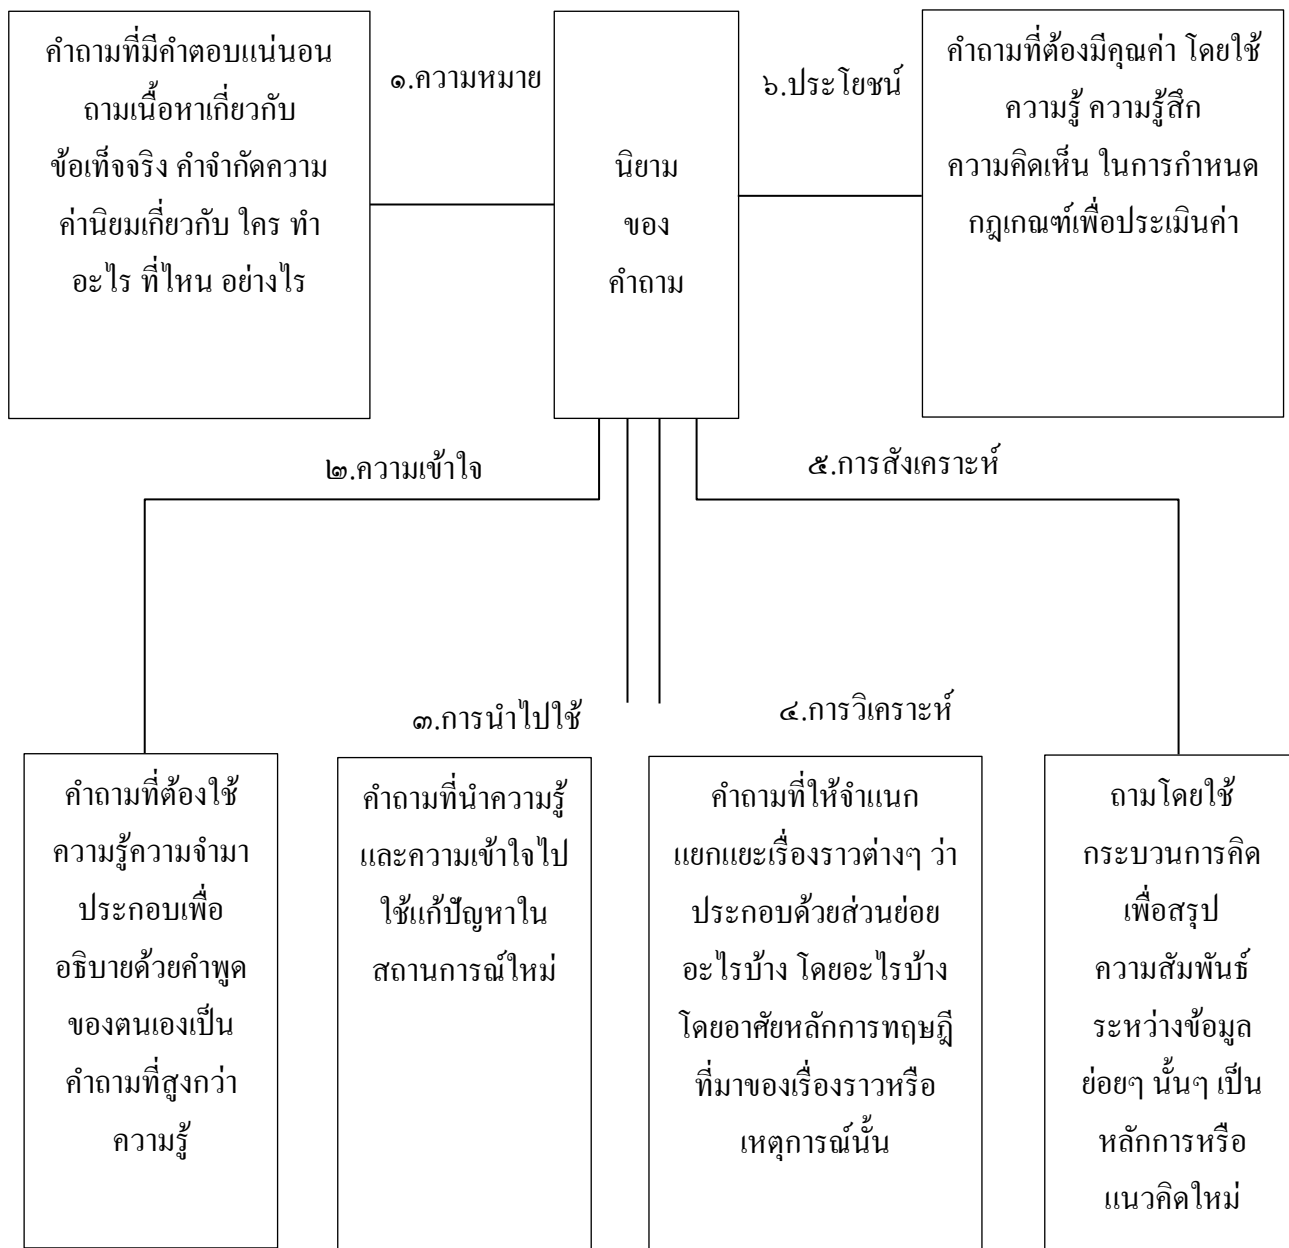 คำถามที่มีคำตอบแน่นอน
ถามเนื้อหาเกี่ยวกับ
ข้อเท็จจริง คำจำกัดความ
ค่านิยมเกี่ยวกับ ใคร ทำ
อะไร ที่ไหน อย่างไร
๑.ความหมาย
นิยาม
ของ
คำถาม
๖.ประโยชน์
คำถามที่ต้องมีคุณค่า โดยใช้
ความรู้ ความรู้สึก
ความคิดเห็น ในการกำหนด
กฎเกณฑ์เพื่อประเมินค่า
๒.ความเข้าใจ
๕.การสังเคราะห์
๓.การนำไปใช้
๔.การวิเคราะห์
คำถามที่ต้องใช้
ความรู้ความจำมา
ประกอบเพื่อ
อธิบายด้วยคำพูด
ของตนเองเป็น
คำถามที่สูงกว่า
ความรู้
คำถามที่นำความรู้
และความเข้าใจไป
ใช้แก้ปัญหาใน
สถานการณ์ใหม่
คำถามที่ให้จำแนก
แยกแยะเรื่องราวต่างๆ ว่า
ประกอบด้วยส่วนย่อย
อะไรบ้าง โดยอะไรบ้าง
โดยอาศัยหลักการทฤษฎี
ที่มาของเรื่องราวหรือ
เหตุการณ์นั้น
ถามโดยใช้
กระบวนการคิด
เพื่อสรุป
ความสัมพันธ์
ระหว่างข้อมูล
ย่อยๆ นั้นๆ เป็น
หลักการหรือ
แนวคิดใหม่